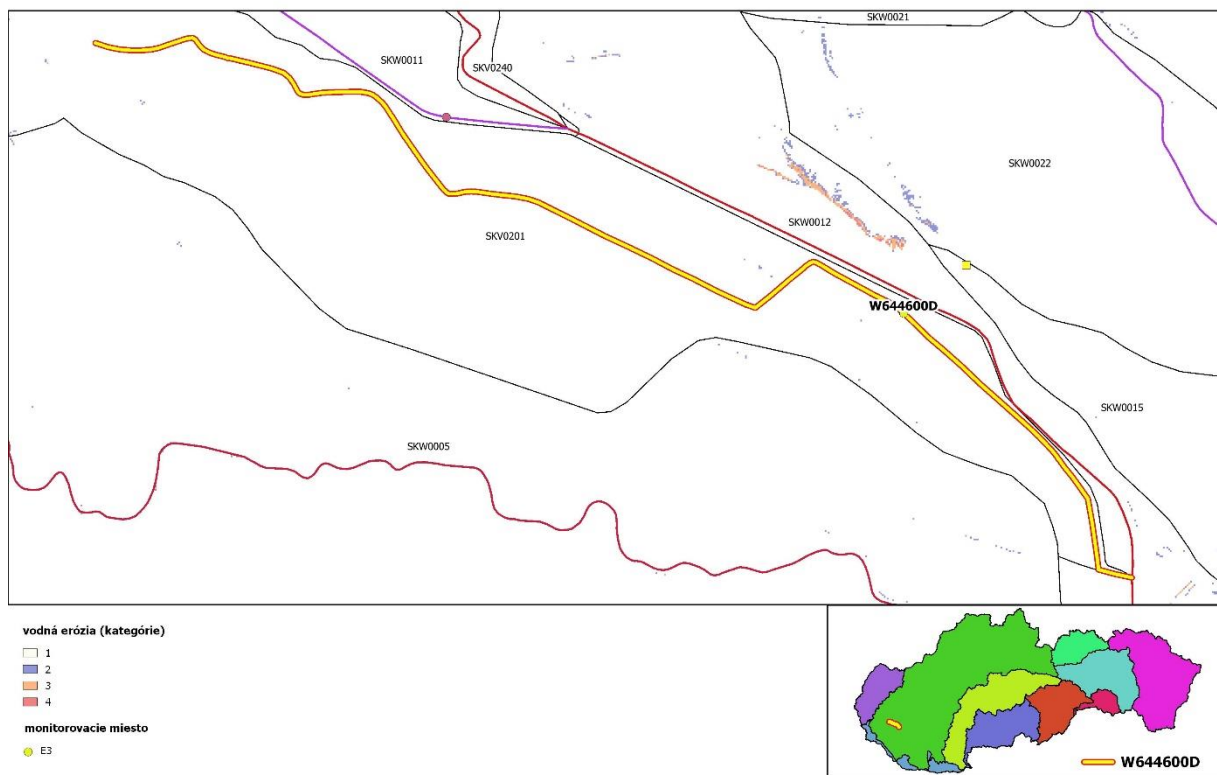 SKW0021
SKW0011
SKV0240
SKW0022
SKW0012
SKV0201
W644600D
SKW0015
SKW0005
vodná erózia (kategórie)
1
2
3
4
monitorovacie miesto
E3
W644600D